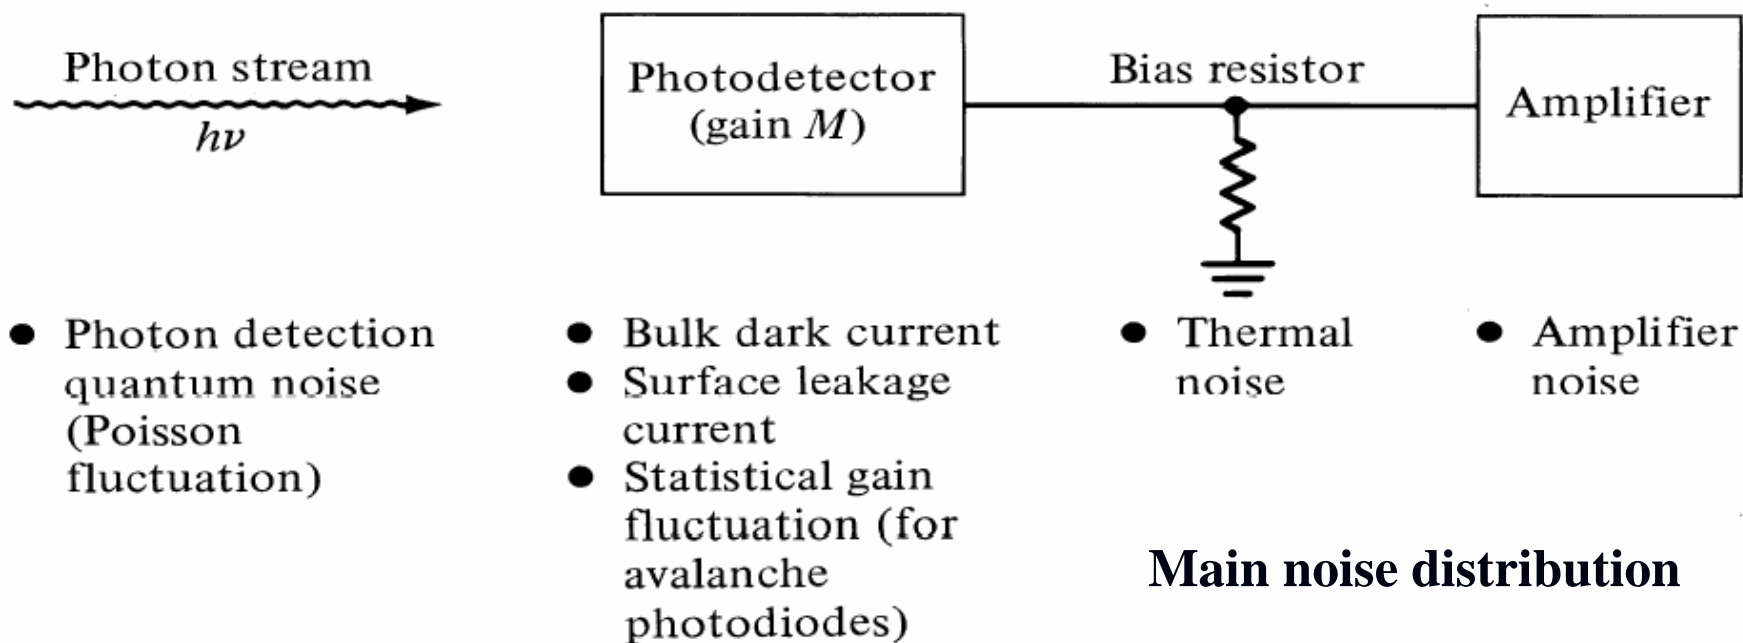 Photon stream
hν
Photodetector
(gain M)
Bias resistor
Amplifier
● Photon detection
quantum noise
(Poisson
fluctuation)
● Bulk dark current
● Surface leakage
current
● Statistical gain
fluctuation (for
avalanche
photodiodes)
● Thermal
noise
● Amplifier
noise
Main noise distribution